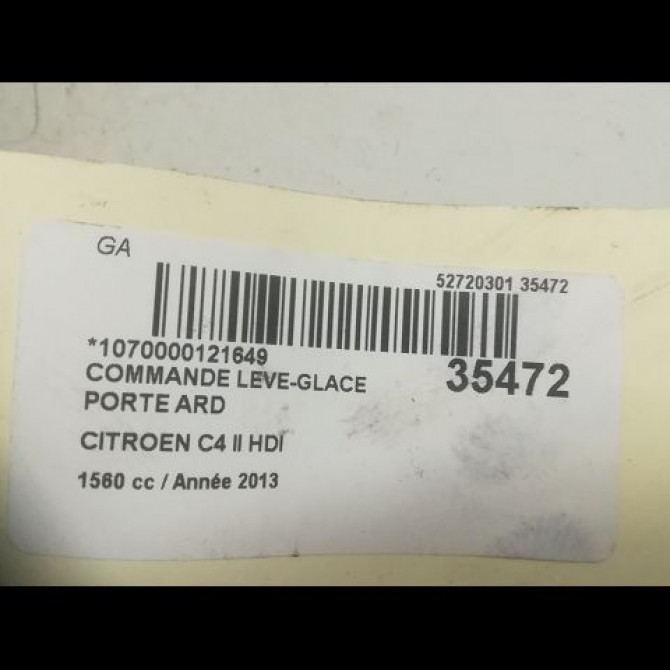 GA
52720301 35472
*1070000121649
35472
COMMANDE LEVE-GLACE
PORTE ARD
CITROEN C4 II HDI
1560 cc / Année 2013